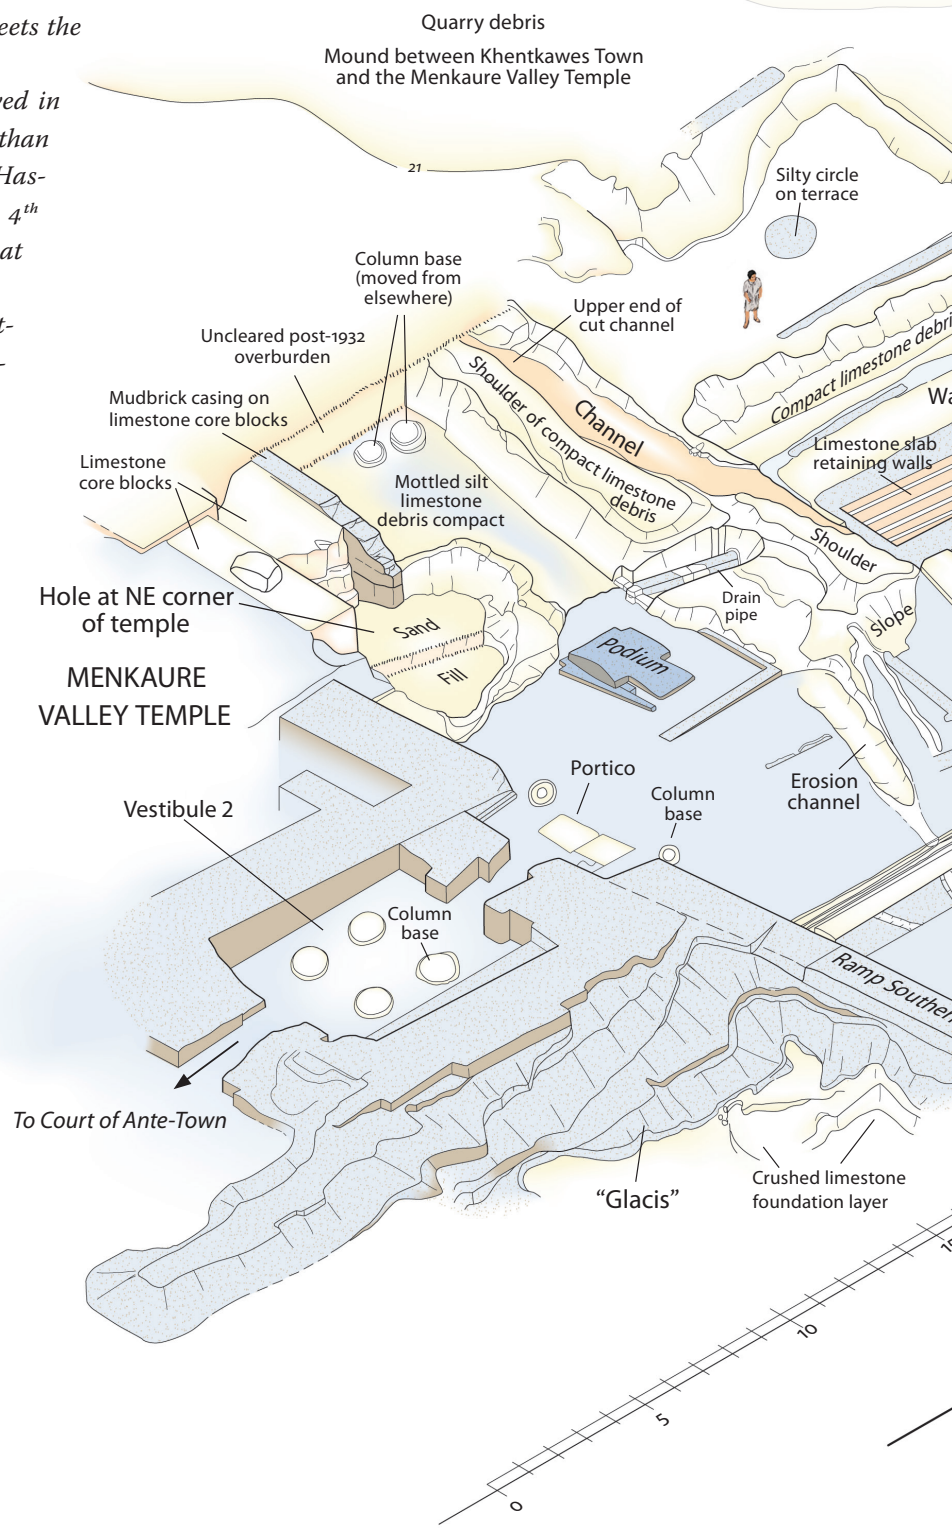 eets the
ed in
than
Has-
4th
at
t-
–
Quarry debris
Mound between Khentkawes Town
and the Menkaure Valley Temple
21
Silty circle
on terrace
Column base
(moved from
elsewhere)
Upper end of
cut channel
Uncleared post-1932
overburden
Mudbrick casing on
limestone core blocks
Limestone
core blocks
Shoulder of compact limestone
debris
Channel
Compact limestone debri
Wa
Limestone slab
retaining walls
Mottled silt
limestone
debris compact
Shoulder
Hole at NE corner
of temple
Sand
Fill
Drain
pipe
Slope
Podium
MENKAURE
VALLEY TEMPLE
Portico
Column
base
Erosion
channel
Vestibule 2
Column
base
Ramp Southern
To Court of Ante-Town
"Glacis"
Crushed limestone
foundation layer
0
5
10
15